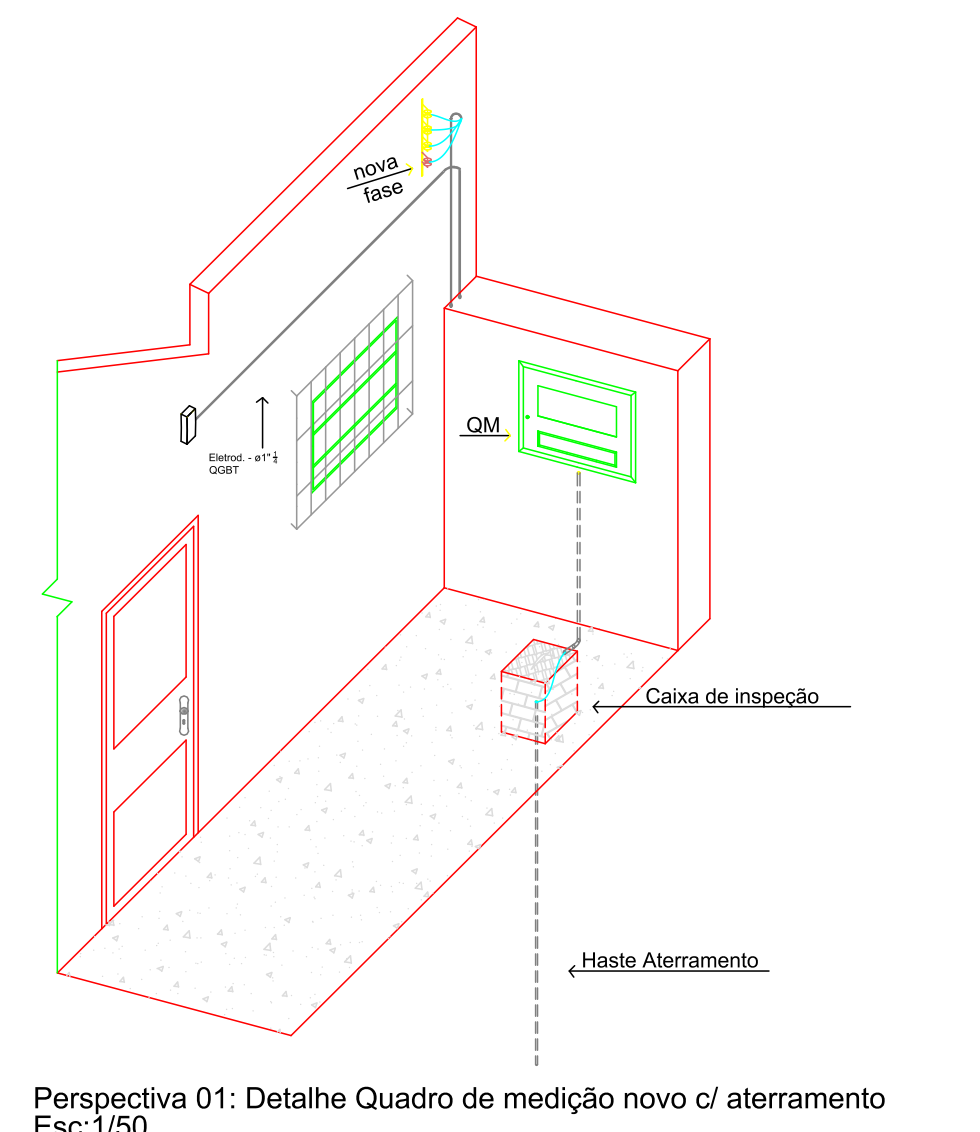 nova
fase
Eletrod. - ø1" 1/4
QGBT
QM
Caixa de inspeção
Haste Aterramento
Perspectiva 01: Detalhe Quadro de medição novo c/ aterramento
Esc:1/50